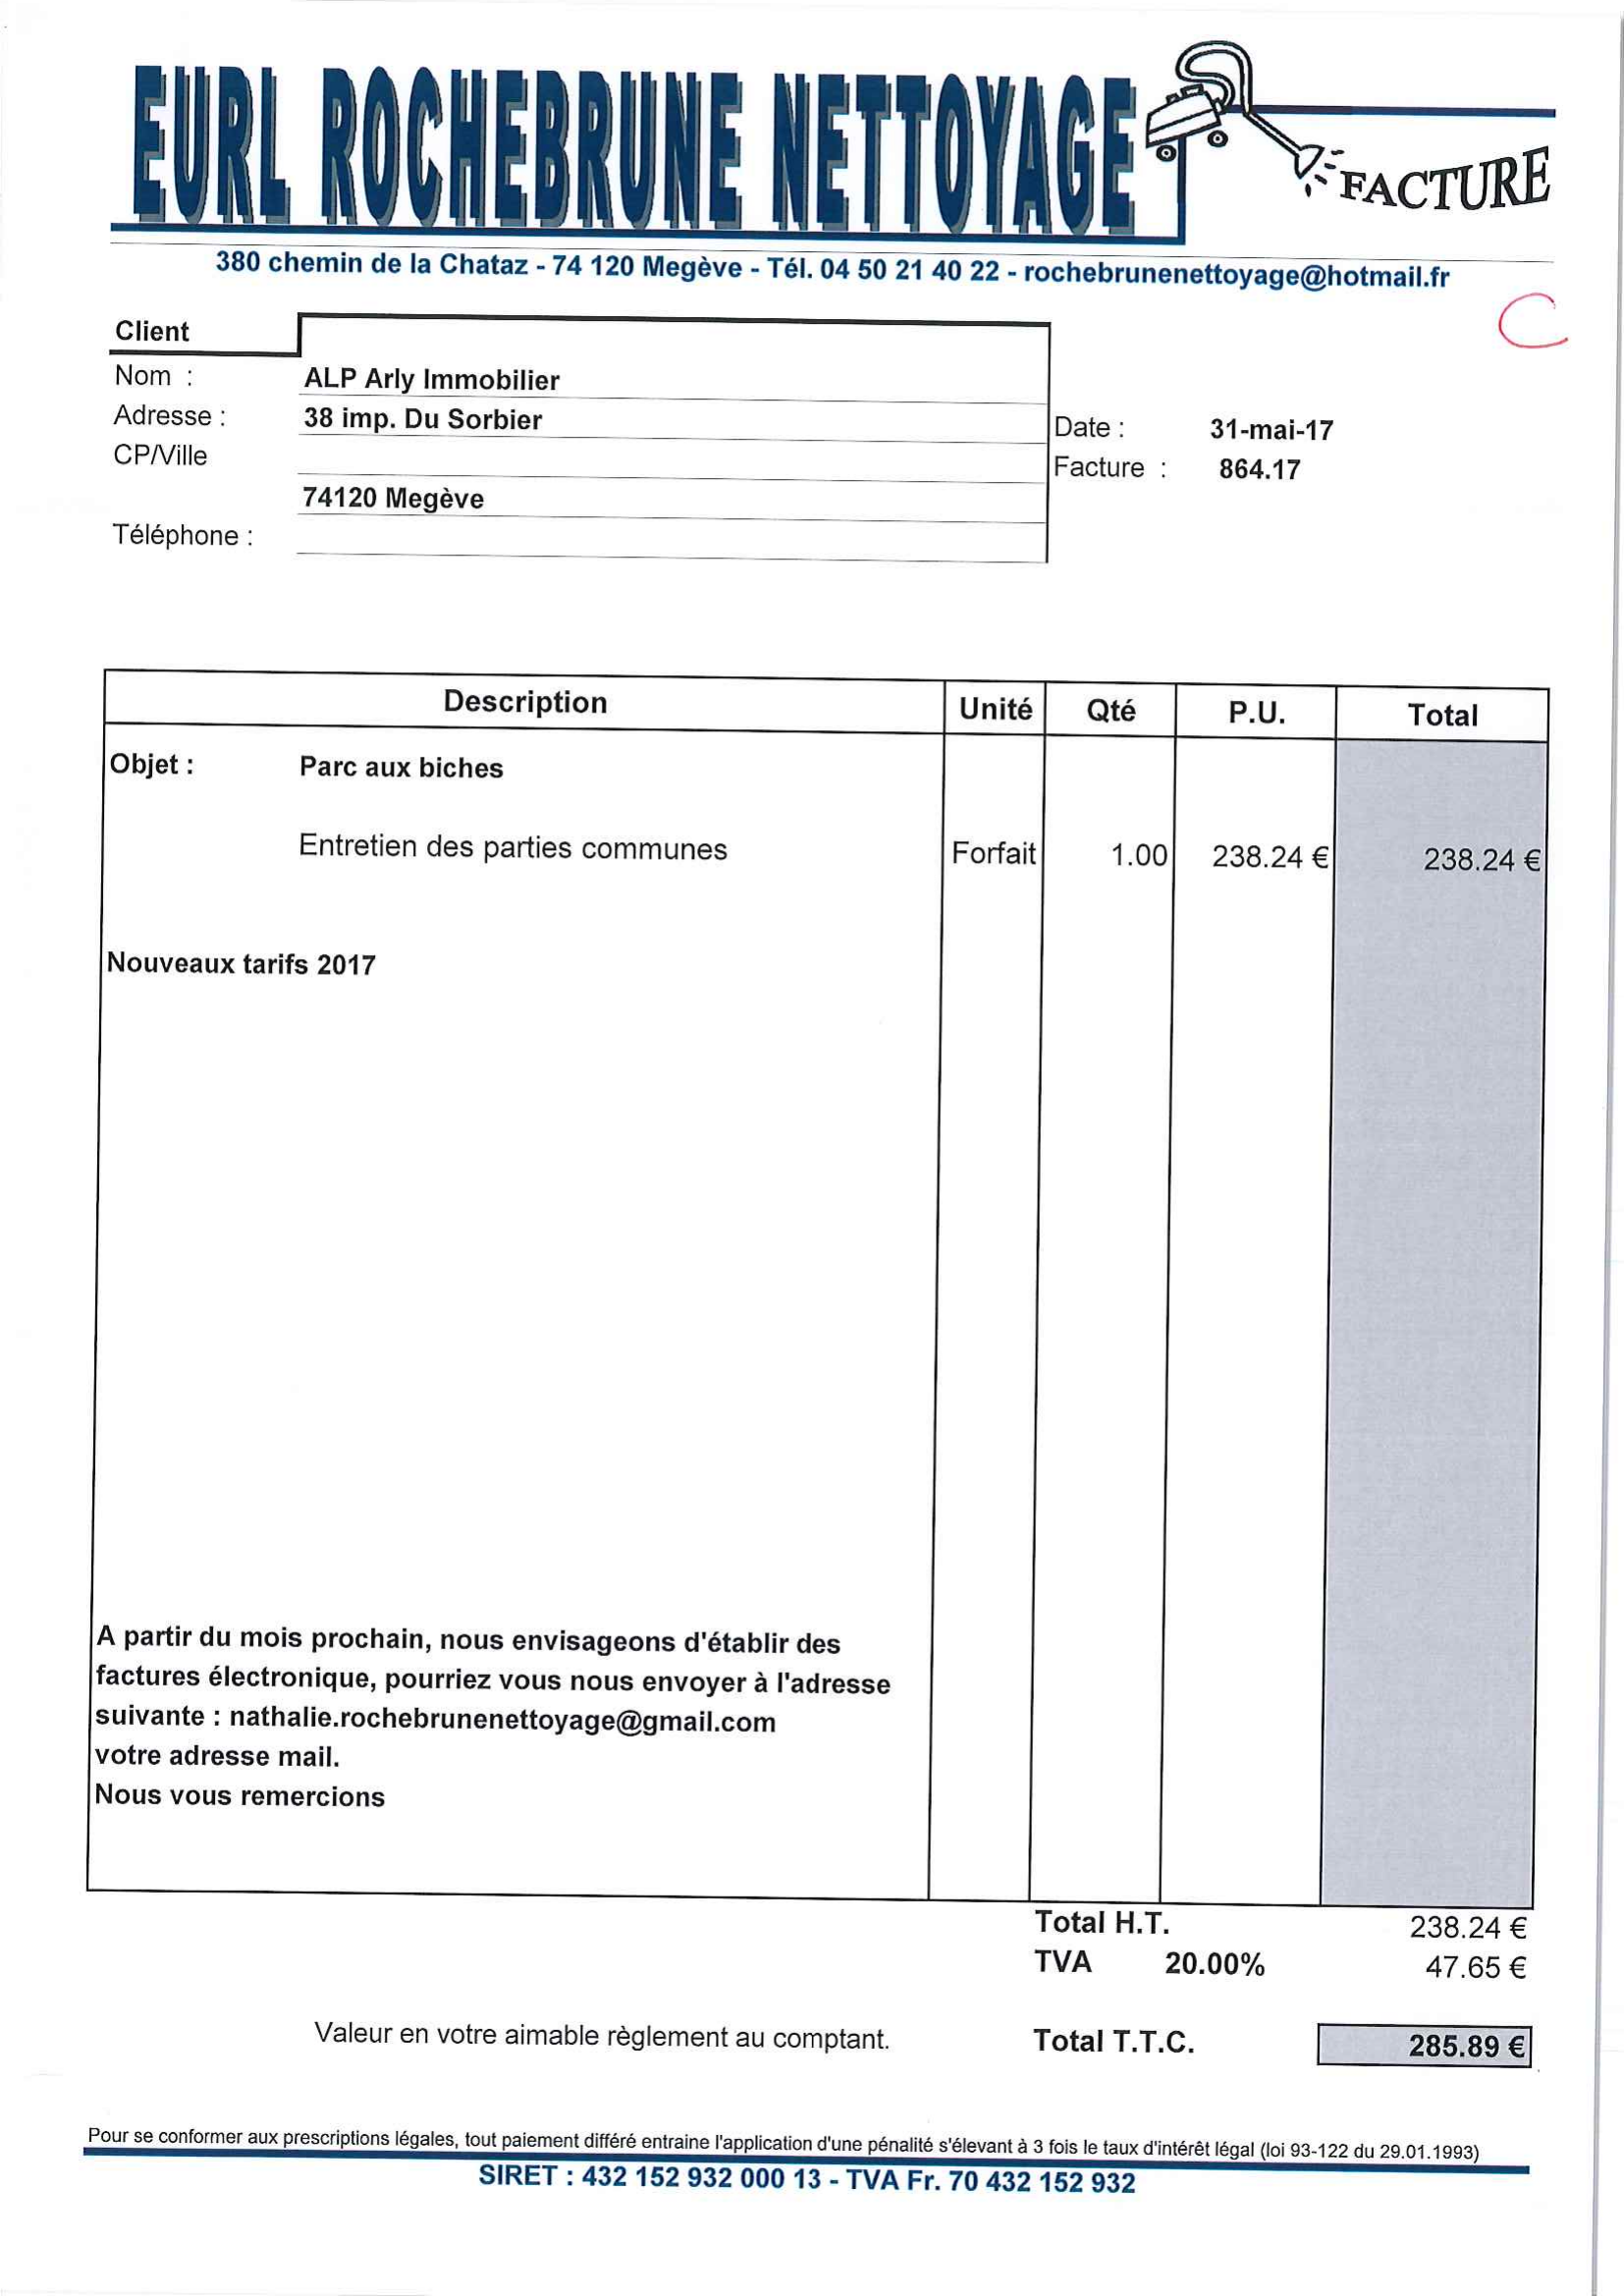 EURL ROCHEBRUNE NETTOYAGE
FACTURE
380 chemin de la Chataz - 74 120 Megève - Tél. 04 50 21 40 22 - rochebrunenettoyage@hotmail.fr
C
Client
Nom : ALP Arly Immobilier
Adresse : 38 imp. Du Sorbier
Date : 31-mai-17
CP/Ville
Facture : 864.17
74120 Megève
Téléphone :
Description Unité Qté P.U. Total
Objet : Parc aux biches
Entretien des parties communes Forfait 1.00 238.24 € 238.24 €
Nouveaux tarifs 2017
A partir du mois prochain, nous envisageons d'établir des
factures électronique, pourriez vous nous envoyer à l'adresse
suivante : nathalie.rochebrunenettoyage@gmail.com
votre adresse mail.
Nous vous remercions
Total H.T. 238.24 €
TVA 20.00% 47.65 €
Valeur en votre aimable règlement au comptant. Total T.T.C. 285.89 €
Pour se conformer aux prescriptions légales, tout paiement différé entraine l'application d'une pénalité s'élevant à 3 fois le taux d'intérêt légal (loi 93-122 du 29.01.1993)
SIRET : 432 152 932 000 13 - TVA Fr. 70 432 152 932